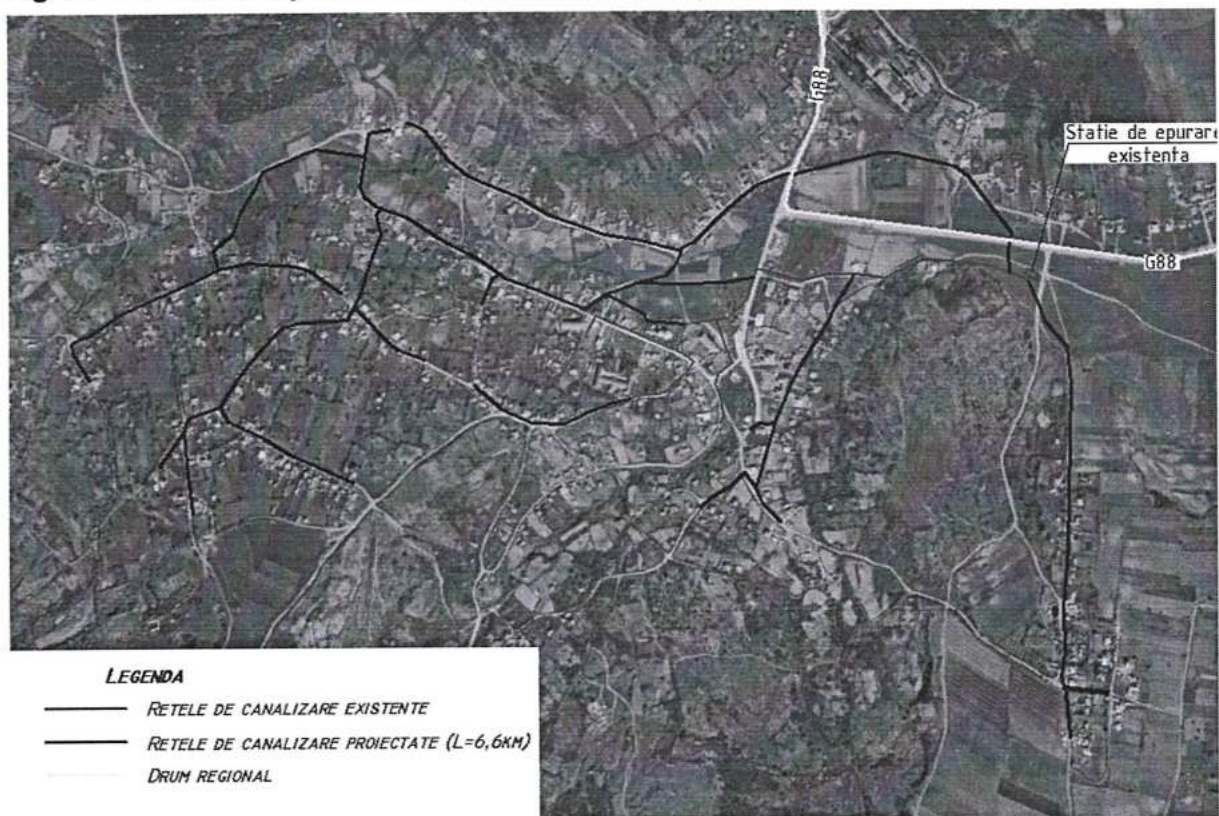 G88
Statie de epurare
existenta
G88
LEGENDA
RETELE DE CANALIZARE EXISTENTE
RETELE DE CANALIZARE PROIECTATE (L=6,6KM)
DRUM REGIONAL